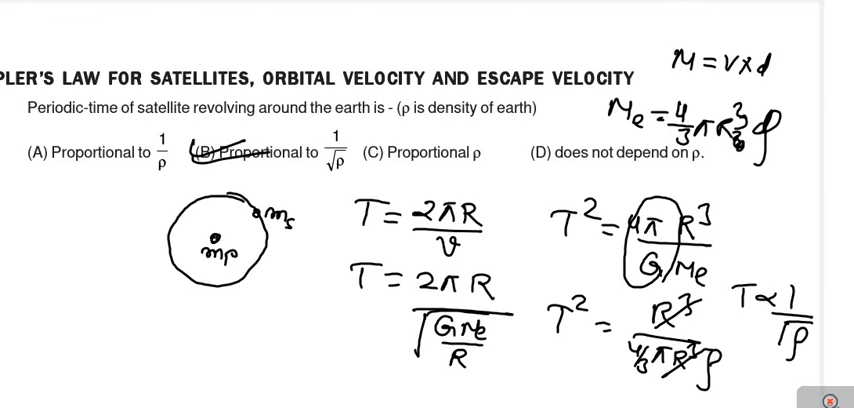 PLER'S LAW FOR SATELLITES, ORBITAL VELOCITY AND ESCAPE VELOCITY
M = V x d
Periodic-time of satellite revolving around the earth is - (ρ is density of earth)
Me = 4/3 π R³ ρ
(A) Proportional to 1/ρ (B) Proportional to 1/√ρ (C) Proportional ρ (D) does not depend on ρ.
ms
mp
T = 2πR/v
T² = 4π R³/G Me
T = 2πR/√(GMe/R)
T² = R³/(4/3 πR³ρ)
T ∝ 1/√ρ